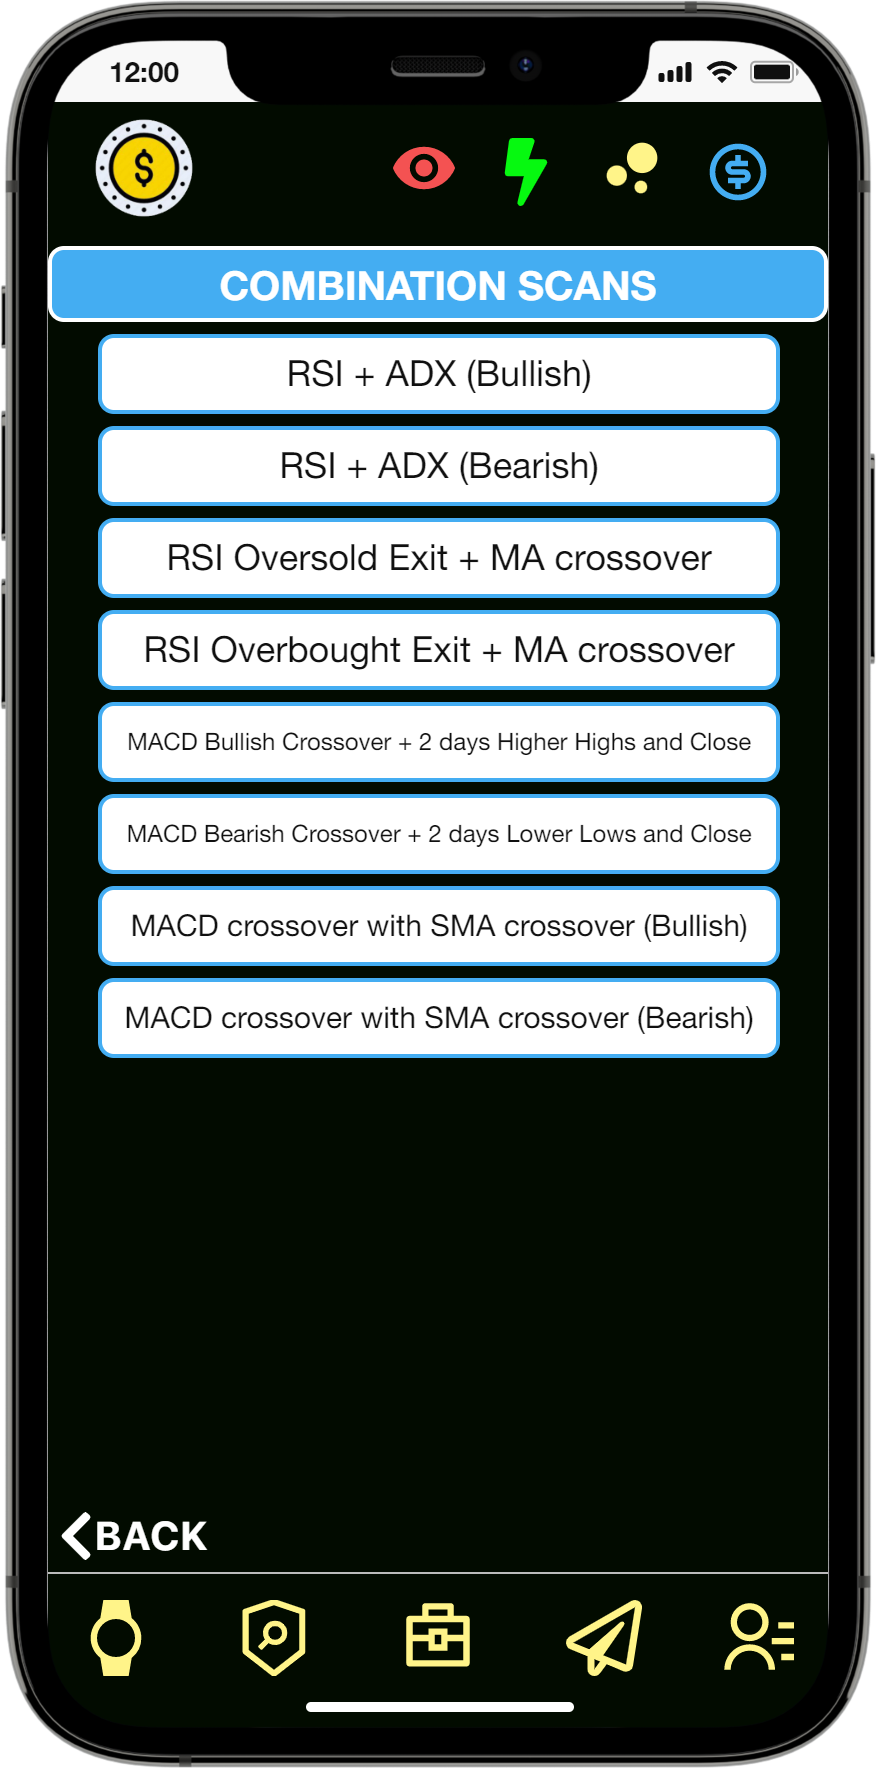 12:00
$
$
COMBINATION SCANS
RSI + ADX (Bullish)
RSI + ADX (Bearish)
RSI Oversold Exit + MA crossover
RSI Overbought Exit + MA crossover
MACD Bullish Crossover + 2 days Higher Highs and Close
MACD Bearish Crossover + 2 days Lower Lows and Close
MACD crossover with SMA crossover (Bullish)
MACD crossover with SMA crossover (Bearish)
BACK